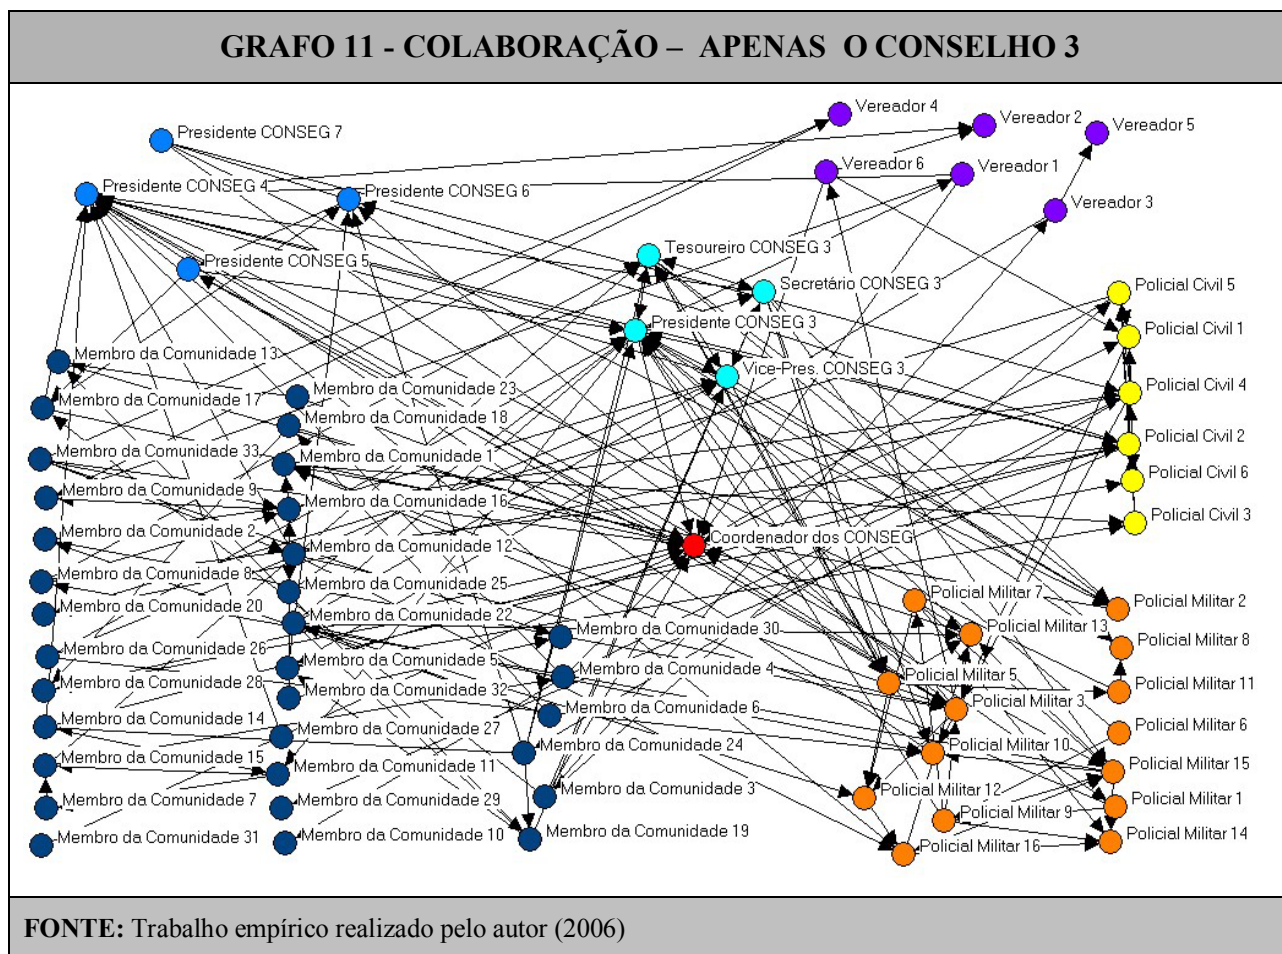 GRAFO 11 - COLABORAÇÃO – APENAS O CONSELHO 3
Vereador 4
Vereador 2
Vereador 5
Presidente CONSEG 7
Vereador 6
Vereador 1
Presidente CONSEG 4
Presidente CONSEG 6
Vereador 3
Tesoureiro CONSEG 3
Presidente CONSEG 5
Secretário CONSEG 3
Policial Civil 5
Presidente CONSEG 3
Policial Civil 1
Membro da Comunidade 13
Vice-Pres. CONSEG 3
Policial Civil 4
Membro da Comunidade 23
Membro da Comunidade 17
Membro da Comunidade 18
Policial Civil 2
Membro da Comunidade 33
Membro da Comunidade 1
Policial Civil 6
Membro da Comunidade 9
Membro da Comunidade 16
Policial Civil 3
Membro da Comunidade 2
Coordenador dos CONSEG
Membro da Comunidade 12
Membro da Comunidade 8
Membro da Comunidade 25
Policial Militar 7
Policial Militar 2
Membro da Comunidade 20
Membro da Comunidade 22
Membro da Comunidade 30
Policial Militar 13
Policial Militar 8
Membro da Comunidade 26
Membro da Comunidade 5
Membro da Comunidade 4
Policial Militar 5
Policial Militar 11
Membro da Comunidade 28
Membro da Comunidade 32
Membro da Comunidade 6
Policial Militar 3
Membro da Comunidade 14
Membro da Comunidade 27
Policial Militar 6
Membro da Comunidade 24
Policial Militar 10
Membro da Comunidade 15
Membro da Comunidade 11
Policial Militar 15
Membro da Comunidade 3
Policial Militar 12
Membro da Comunidade 7
Membro da Comunidade 29
Policial Militar 9
Policial Militar 1
Membro da Comunidade 31
Membro da Comunidade 10
Membro da Comunidade 19
Policial Militar 16
Policial Militar 14
FONTE: Trabalho empírico realizado pelo autor (2006)